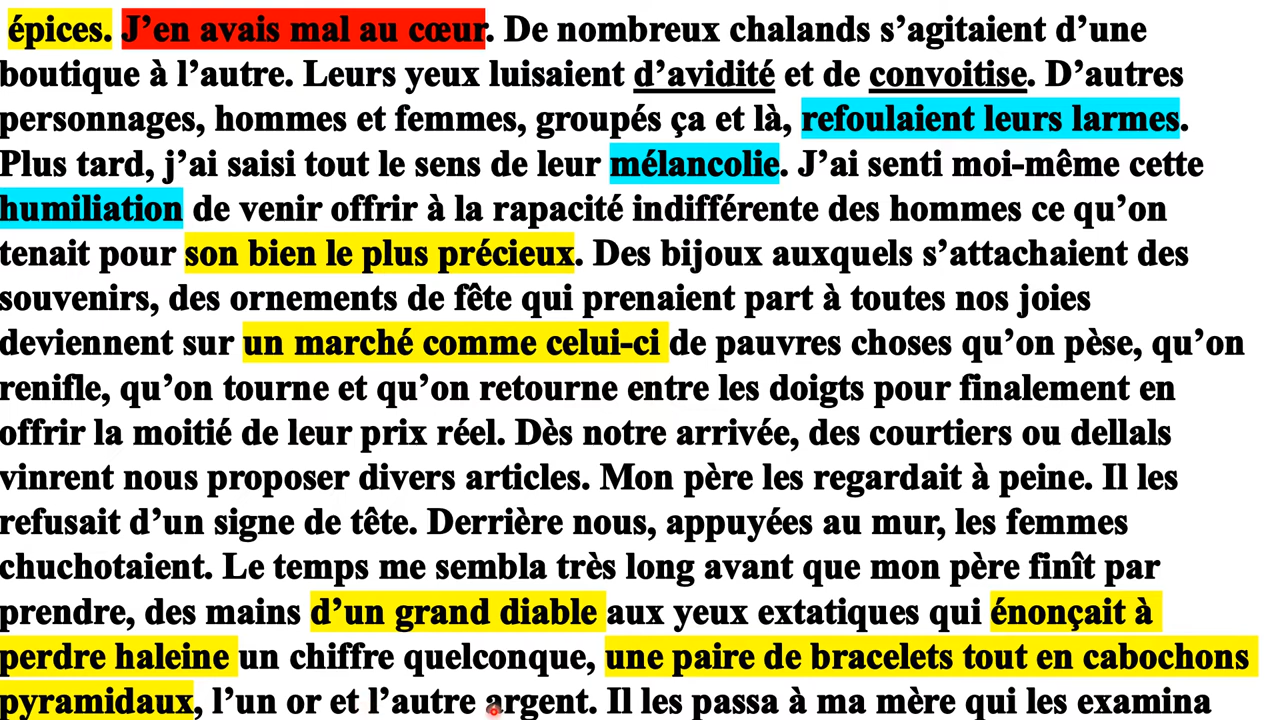 épices. J’en avais mal au cœur. De nombreux chalands s’agitaient d’une
boutique à l’autre. Leurs yeux luisaient d’avidité et de convoitise. D’autres
personnages, hommes et femmes, groupés ça et là, refoulaient leurs larmes.
Plus tard, j’ai saisi tout le sens de leur mélancolie. J’ai senti moi-même cette
humiliation de venir offrir à la rapacité indifférente des hommes ce qu’on
tenait pour son bien le plus précieux. Des bijoux auxquels s’attachaient des
souvenirs, des ornements de fête qui prenaient part à toutes nos joies
deviennent sur un marché comme celui-ci de pauvres choses qu’on pèse, qu’on
renifle, qu’on tourne et qu’on retourne entre les doigts pour finalement en
offrir la moitié de leur prix réel. Dès notre arrivée, des courtiers ou dellals
vinrent nous proposer divers articles. Mon père les regardait à peine. Il les
refusait d’un signe de tête. Derrière nous, appuyées au mur, les femmes
chuchotaient. Le temps me sembla très long avant que mon père finît par
prendre, des mains d’un grand diable aux yeux extatiques qui énonçait à
perdre haleine un chiffre quelconque, une paire de bracelets tout en cabochons
pyramidaux, l’un or et l’autre argent. Il les passa à ma mère qui les examina